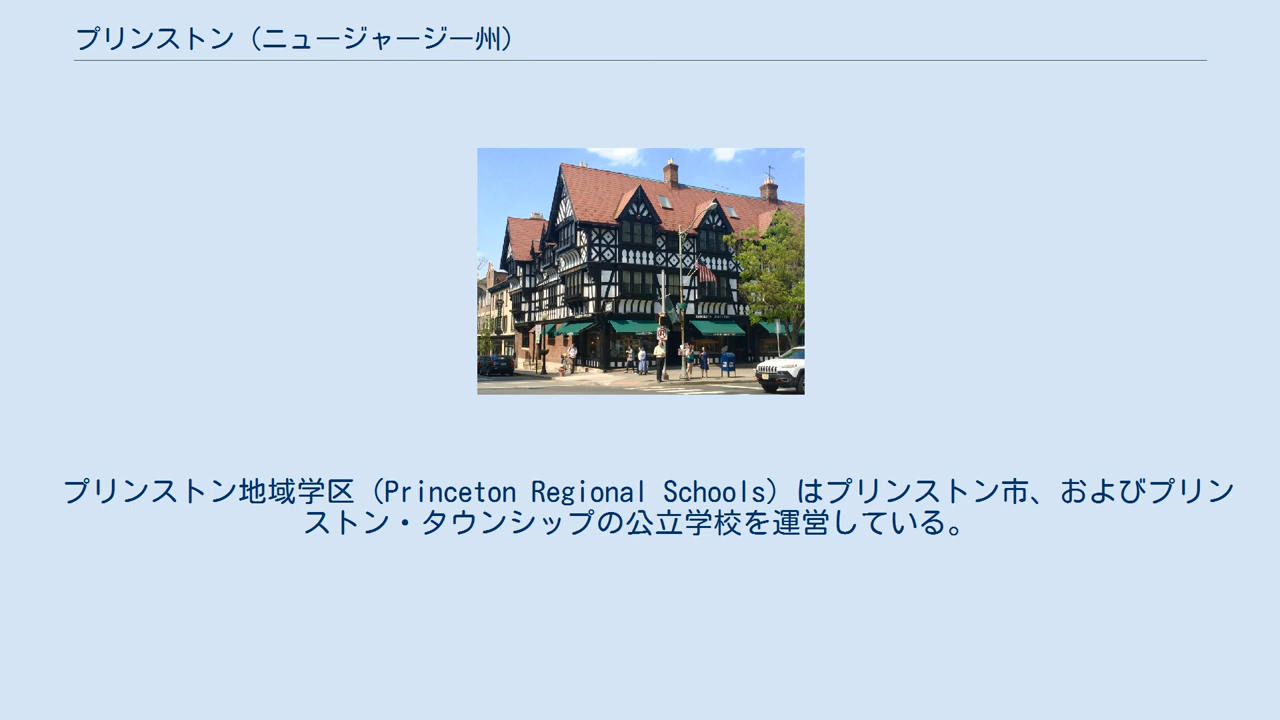 プリンストン（ニュージャージー州）
プリンストン地域学区（Princeton Regional Schools）はプリンストン市、およびプリン
ストン・タウンシップの公立学校を運営している。